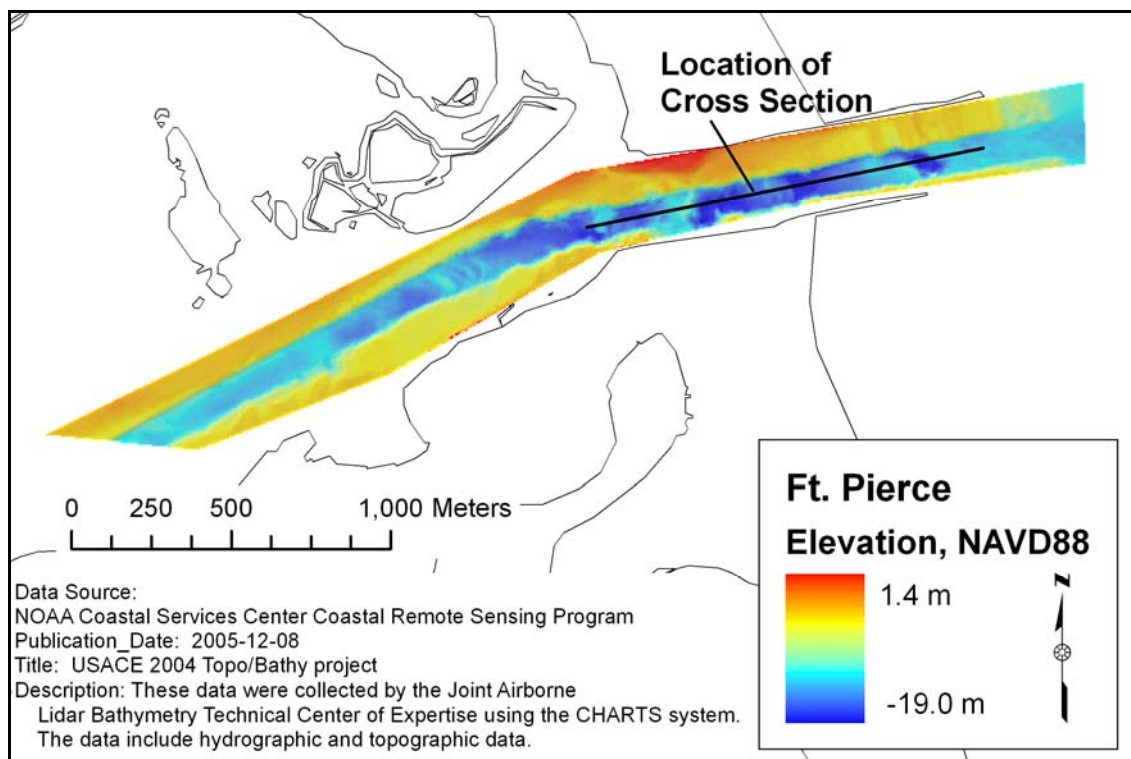 Location of
Cross Section
0 250 500 1,000 Meters
Data Source:
NOAA Coastal Services Center Coastal Remote Sensing Program
Publication_Date: 2005-12-08
Title: USACE 2004 Topo/Bathy project
Description: These data were collected by the Joint Airborne
Lidar Bathymetry Technical Center of Expertise using the CHARTS system.
The data include hydrographic and topographic data.
Ft. Pierce
Elevation, NAVD88
1.4 m
-19.0 m
N